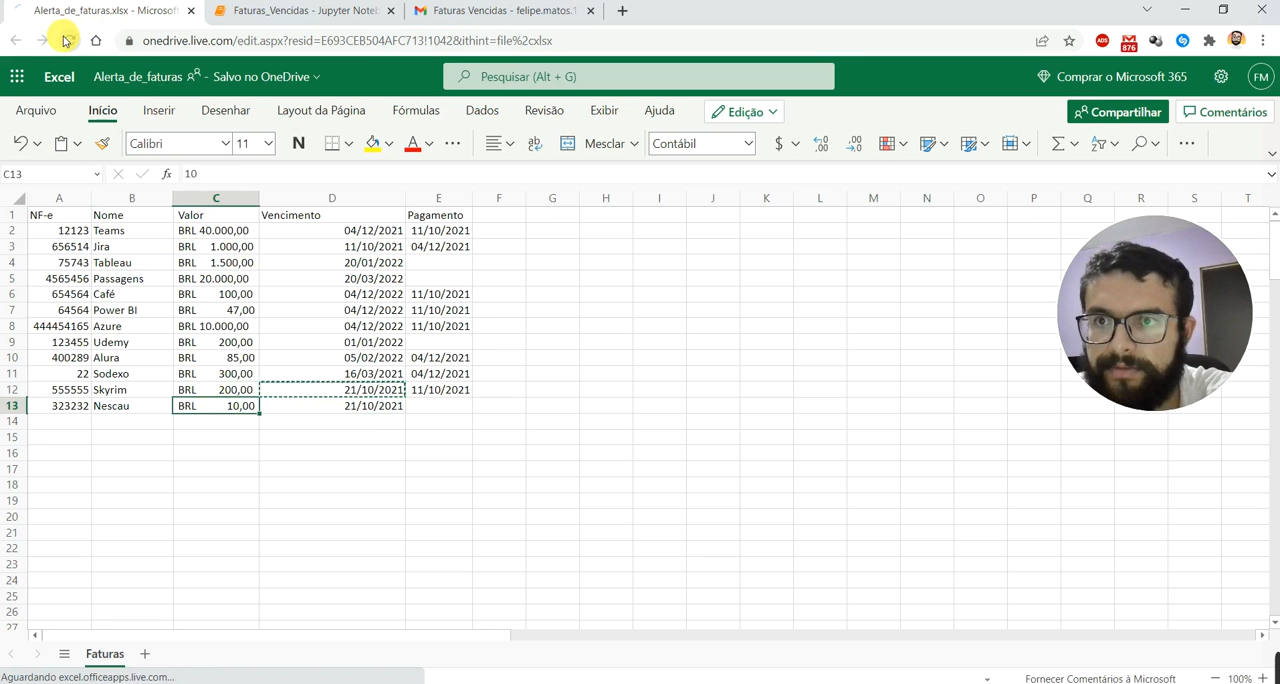 Alerta_de_faturas.xlsx - Microsoft
Faturas_Vencidas - Jupyter Noteb
Faturas Vencidas - felipe.matos.1
onedrive.live.com/edit.aspx?resid=E693CEB504AFC713!1042&ithint=file%2cxlsx
ADS
876
Excel Alerta_de_faturas - Salvo no OneDrive
Pesquisar (Alt + G)
Comprar o Microsoft 365
FM
Arquivo Início Inserir Desenhar Layout da Página Fórmulas Dados Revisão Exibir Ajuda Edição Compartilhar Comentários
Calibri 11 N A Mesclar Contábil $
C13 fx 10
A B C D E F G H I J K L M N O P Q R S T
1 NF-e Nome Valor Vencimento Pagamento
2 12123 Teams BRL 40.000,00 04/12/2021 11/10/2021
3 656514 Jira BRL 1.000,00 11/10/2021 04/12/2021
4 75743 Tableau BRL 1.500,00 20/01/2022
5 4565456 Passagens BRL 20.000,00 20/03/2022
6 654564 Café BRL 100,00 04/12/2022 11/10/2021
7 64564 Power BI BRL 47,00 04/12/2022 11/10/2021
8 444454165 Azure BRL 10.000,00 04/12/2022 11/10/2021
9 123455 Udemy BRL 200,00 01/01/2022
10 400289 Alura BRL 85,00 05/02/2022 04/12/2021
11 22 Sodexo BRL 300,00 16/03/2021 04/12/2021
12 555555 Skyrim BRL 200,00 21/10/2021 11/10/2021
13 323232 Nescau BRL 10,00 21/10/2021
14
15
16
17
18
19
20
21
22
23
24
25
26
27
Faturas
Aguardando excel.officeapps.live.com...
Fornecer Comentários à Microsoft
100%